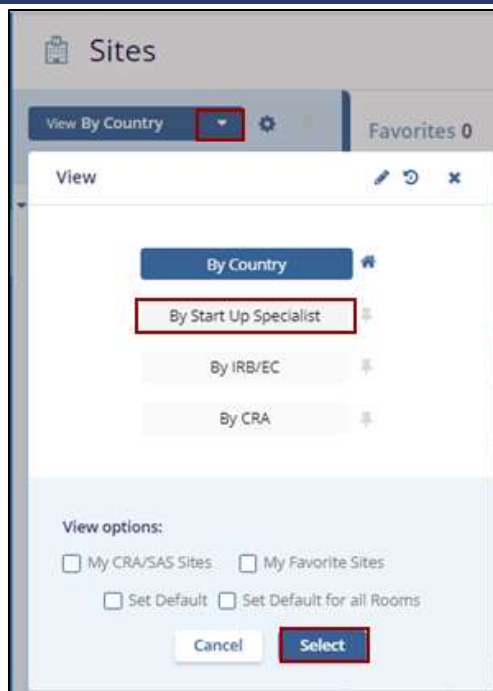 Sites
View By Country
Favorites 0
View
By Country
By Start Up Specialist
By IRB/EC
By CRA
View options:
My CRA/SAS Sites My Favorite Sites
Set Default Set Default for all Rooms
Cancel Select